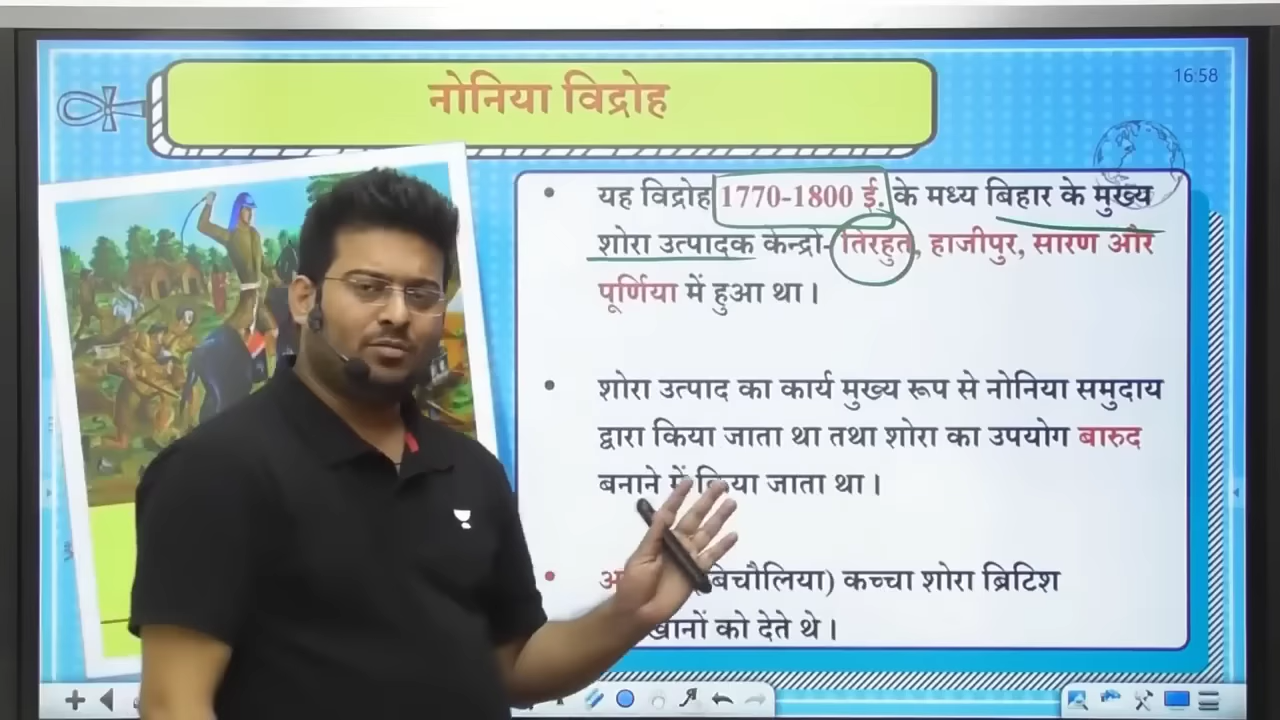 नोनिया विद्रोह
16:58
यह विद्रोह 1770-1800 ई. के मध्य बिहार के मुख्य
शोरा उत्पादक केन्द्रों- तिरहुत, हाजीपुर, सारण और
पूर्णिया में हुआ था।
शोरा उत्पाद का कार्य मुख्य रूप से नोनिया समुदाय
द्वारा किया जाता था तथा शोरा का उपयोग बारुद
बनाने में किया जाता था।
(बिचौलिया) कच्चा शोरा ब्रिटिश
को देते थे।